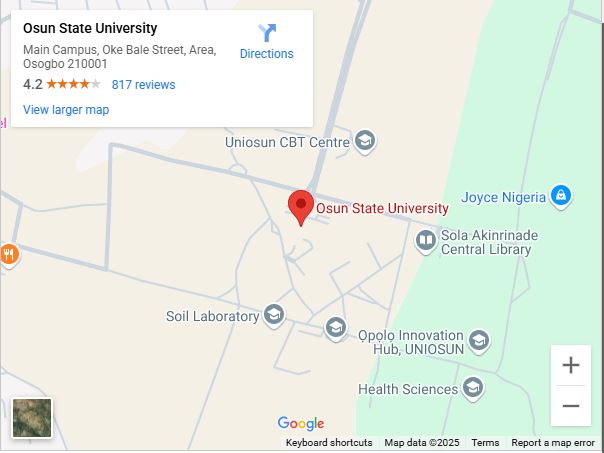 Osun State University
Main Campus, Oke Bale Street, Area,
Osogbo 210001
4.2
817 reviews
View larger map
Directions
el
Uniosun CBT Centre
Joyce Nigeria
Osun State University
Sola Akinrinade
Central Library
Soil Laboratory
Ọpọlọ Innovation
Hub, UNIOSUN
Health Sciences
Google
Keyboard shortcuts
Map data ©2025
Terms
Report a map error